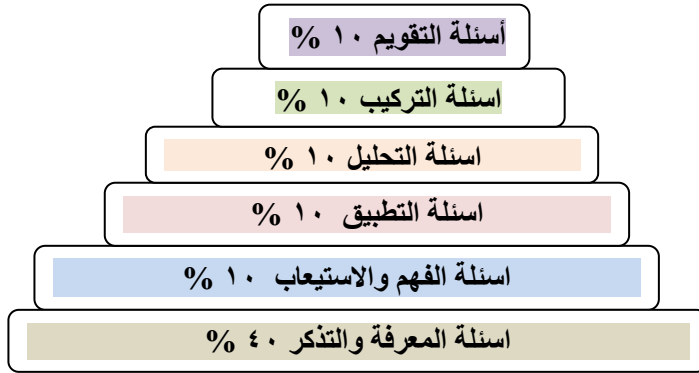 أسئلة التقويم ١٠ %
اسئلة التركيب ١٠ %
اسئلة التحليل ١٠ %
اسئلة التطبيق ١٠ %
اسئلة الفهم والاستيعاب ١٠ %
اسئلة المعرفة والتذكر ٤٠ %